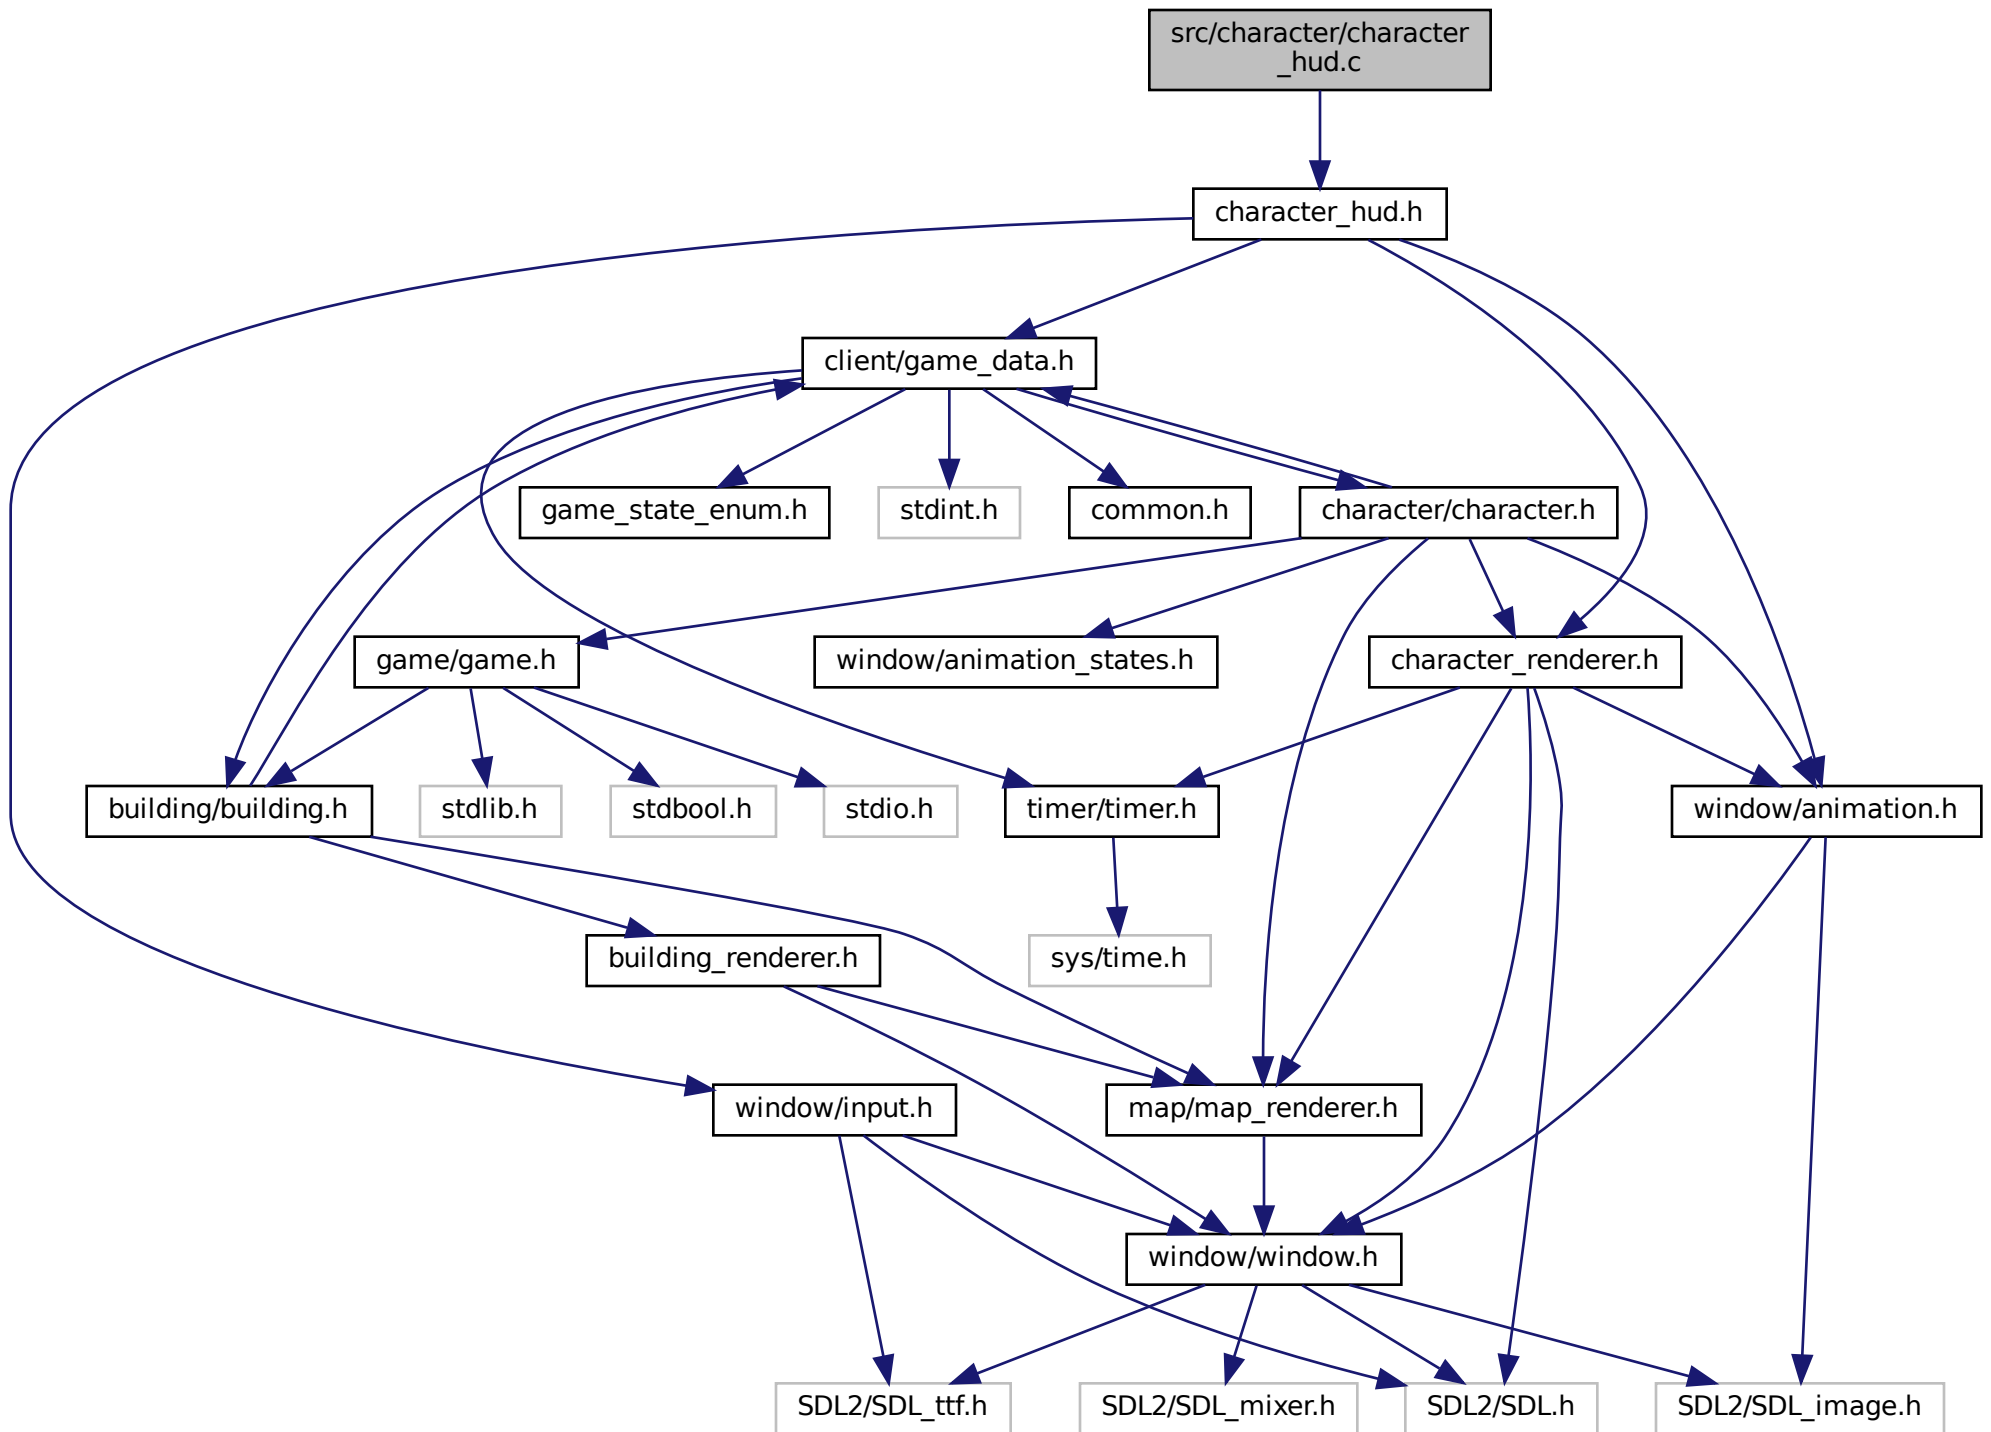 src/character/character
_hud.c
character_hud.h
client/game_data.h
game_state_enum.h
stdint.h
common.h
character/character.h
game/game.h
window/animation_states.h
character_renderer.h
building/building.h
stdlib.h
stdbool.h
stdio.h
timer/timer.h
window/animation.h
building_renderer.h
sys/time.h
window/input.h
map/map_renderer.h
window/window.h
SDL2/SDL_ttf.h
SDL2/SDL_mixer.h
SDL2/SDL.h
SDL2/SDL_image.h